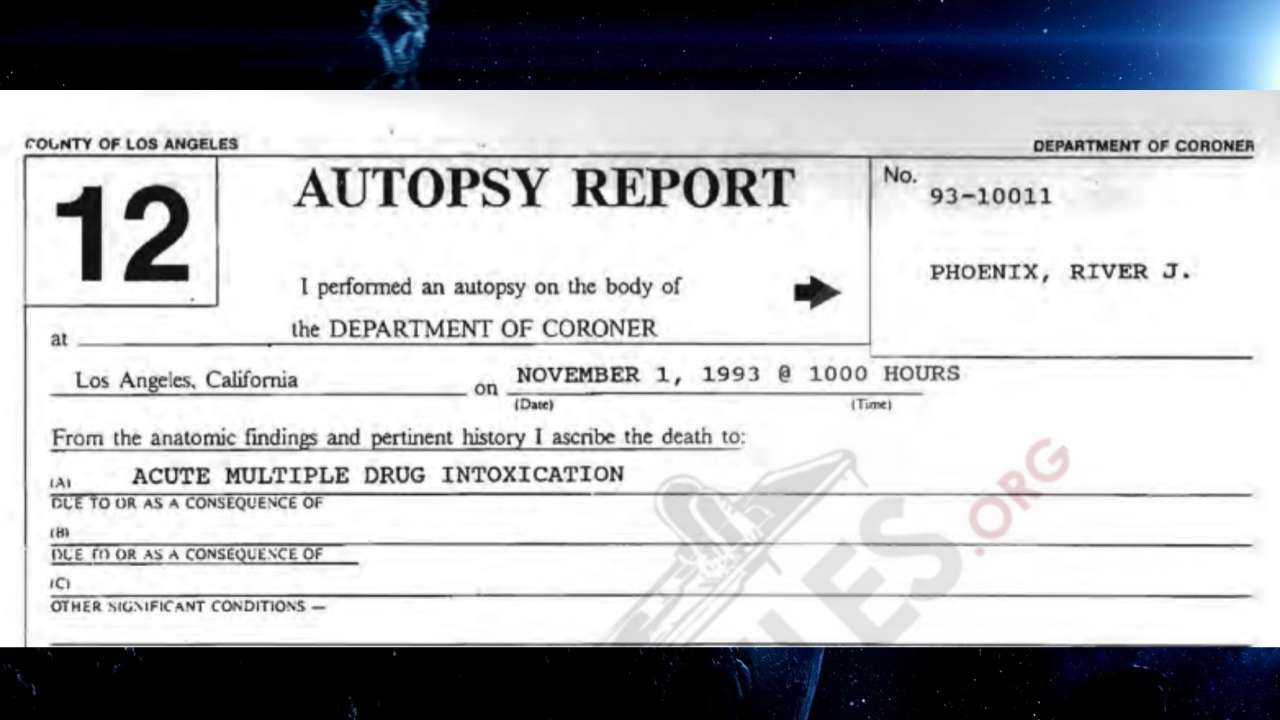 COUNTY OF LOS ANGELES
DEPARTMENT OF CORONER
12
AUTOPSY REPORT
No.
93-10011
PHOENIX, RIVER J.
I performed an autopsy on the body of
the DEPARTMENT OF CORONER
at
Los Angeles, California
on
NOVEMBER 1, 1993 @ 1000 HOURS
(Date)
(Time)
From the anatomic findings and pertinent history I ascribe the death to:
(A) ACUTE MULTIPLE DRUG INTOXICATION
DUE TO OR AS A CONSEQUENCE OF
(B)
DUE TO OR AS A CONSEQUENCE OF
(C)
OTHER SIGNIFICANT CONDITIONS —
.ORG